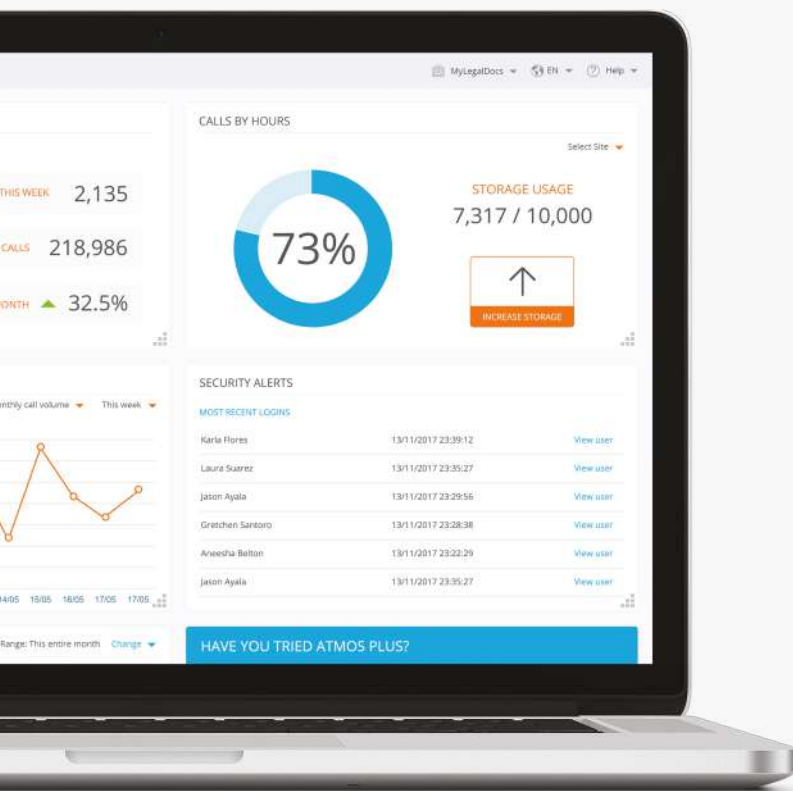 MyLegalDocs EN ? Help
THIS WEEK 2,135
CALLS 218,986
ONTH 32.5%
CALLS BY HOURS
Select Site
73%
STORAGE USAGE
7,317 / 10,000
INCREASE STORAGE
nthly call volume This week
14/05 15/05 16/05 17/05 17/05
SECURITY ALERTS
MOST RECENT LOGINS
Karla Flores 13/11/2017 23:39:12 View user
Laura Suarez 13/11/2017 23:35:27 View user
Jason Ayala 13/11/2017 23:29:56 View user
Gretchen Santoro 13/11/2017 23:28:38 View user
Aneesha Belton 13/11/2017 23:22:29 View user
Jason Ayala 13/11/2017 23:35:27 View user
Range: This entire month Change
HAVE YOU TRIED ATMOS PLUS?